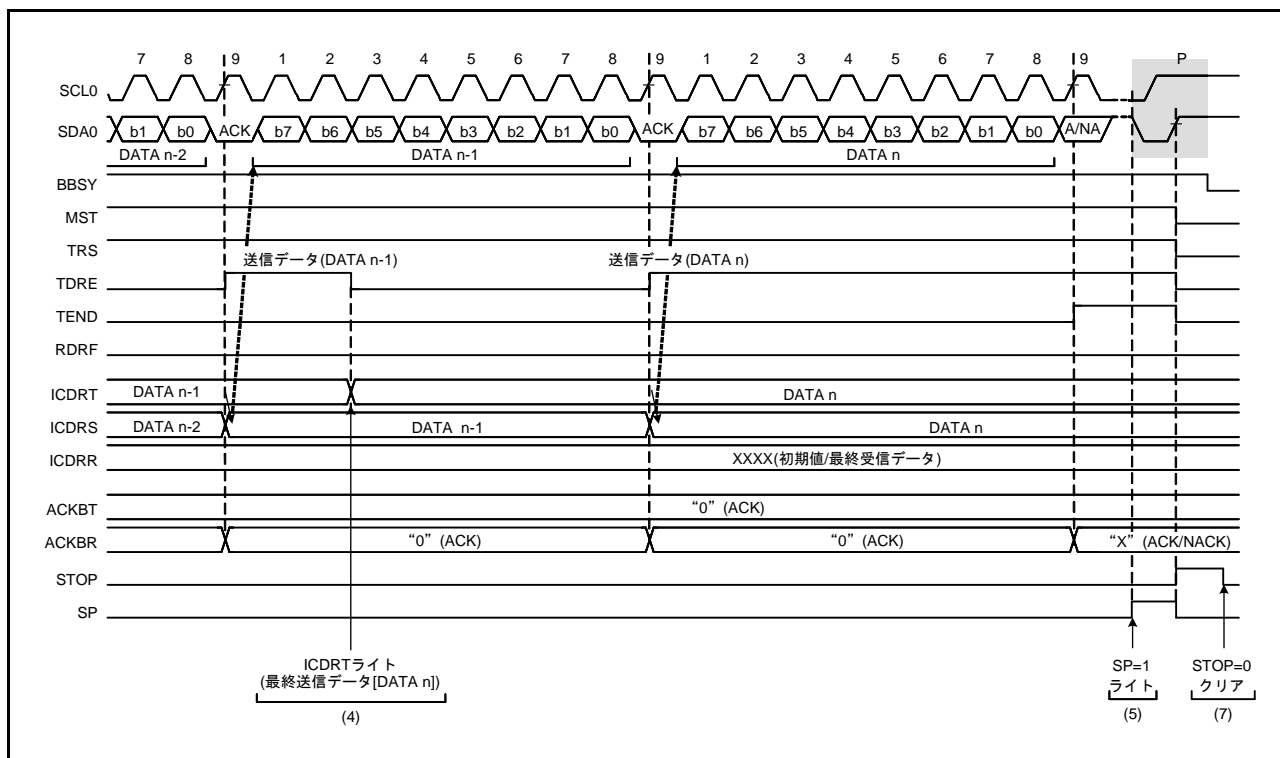 7 8 9 1 2 3 4 5 6 7 8 9 1 2 3 4 5 6 7 8 9 P
SCL0
SDA0 b1 b0 ACK b7 b6 b5 b4 b3 b2 b1 b0 ACK b7 b6 b5 b4 b3 b2 b1 b0 A/NA
DATA n-2 DATA n-1 DATA n
BBSY
MST
TRS
送信データ(DATA n-1) 送信データ(DATA n)
TDRE
TEND
RDRF
ICDRT DATA n-1 DATA n
ICDRS DATA n-2 DATA n-1 DATA n
ICDRR XXXX(初期値/最終受信データ)
ACKBT “0” (ACK)
ACKBR “0” (ACK) “0” (ACK) “X” (ACK/NACK)
STOP
SP
ICDRTライト SP=1 STOP=0
(最終送信データ[DATA n]) ライト クリア
(4) (5) (7)